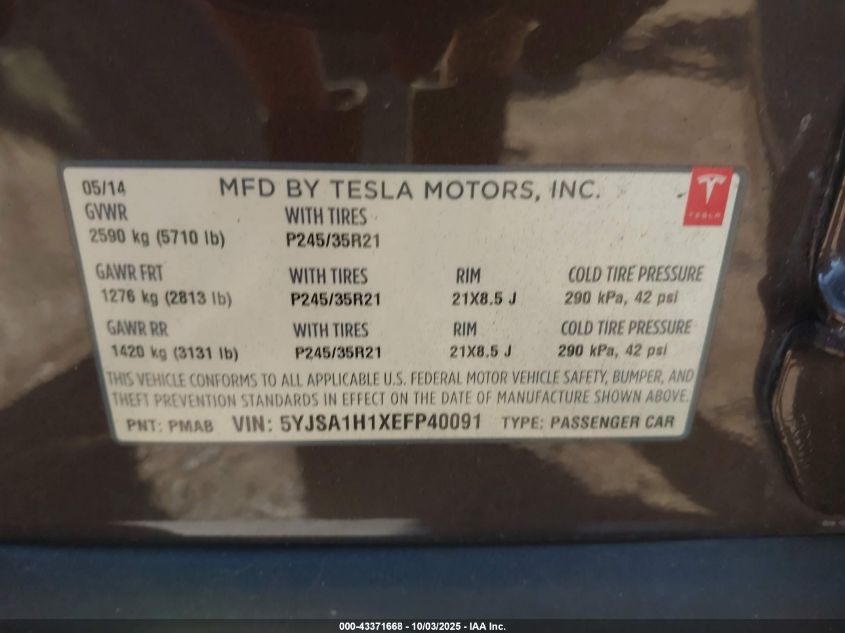 05/14 MFD BY TESLA MOTORS, INC.
TESLA
GVWR WITH TIRES
2590 kg (5710 lb) P245/35R21
GAWR FRT WITH TIRES RIM COLD TIRE PRESSURE
1276 kg (2813 lb) P245/35R21 21X8.5 J 290 kPa, 42 psi
GAWR RR WITH TIRES RIM COLD TIRE PRESSURE
1420 kg (3131 lb) P245/35R21 21X8.5 J 290 kPa, 42 psi
THIS VEHICLE CONFORMS TO ALL APPLICABLE U.S. FEDERAL MOTOR VEHICLE SAFETY, BUMPER, AND
THEFT PREVENTION STANDARDS IN EFFECT ON THE DATE OF MANUFACTURE SHOWN ABOVE.
PNT: PMAB VIN: 5YJSA1H1XEFP40091 TYPE: PASSENGER CAR
000-43371668 - 10/03/2025 - IAA Inc.